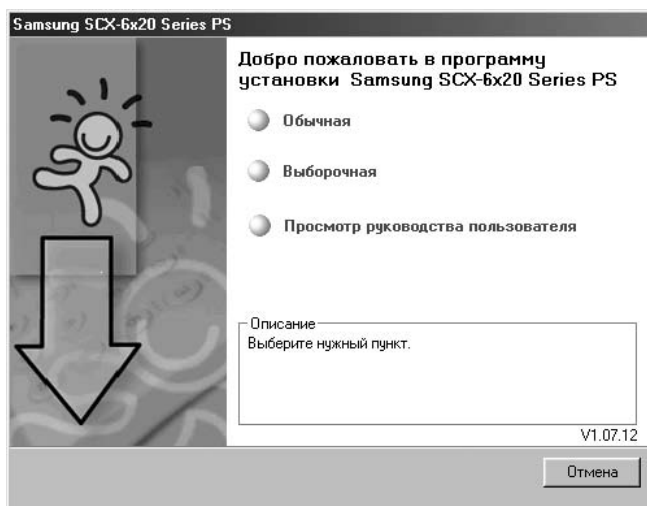 Samsung SCX-6x20 Series PS
Добро пожаловать в программу
установки Samsung SCX-6x20 Series PS
Обычная
Выборочная
Просмотр руководства пользователя
Описание
Выберите нужный пункт.
V1.07.12
Отмена